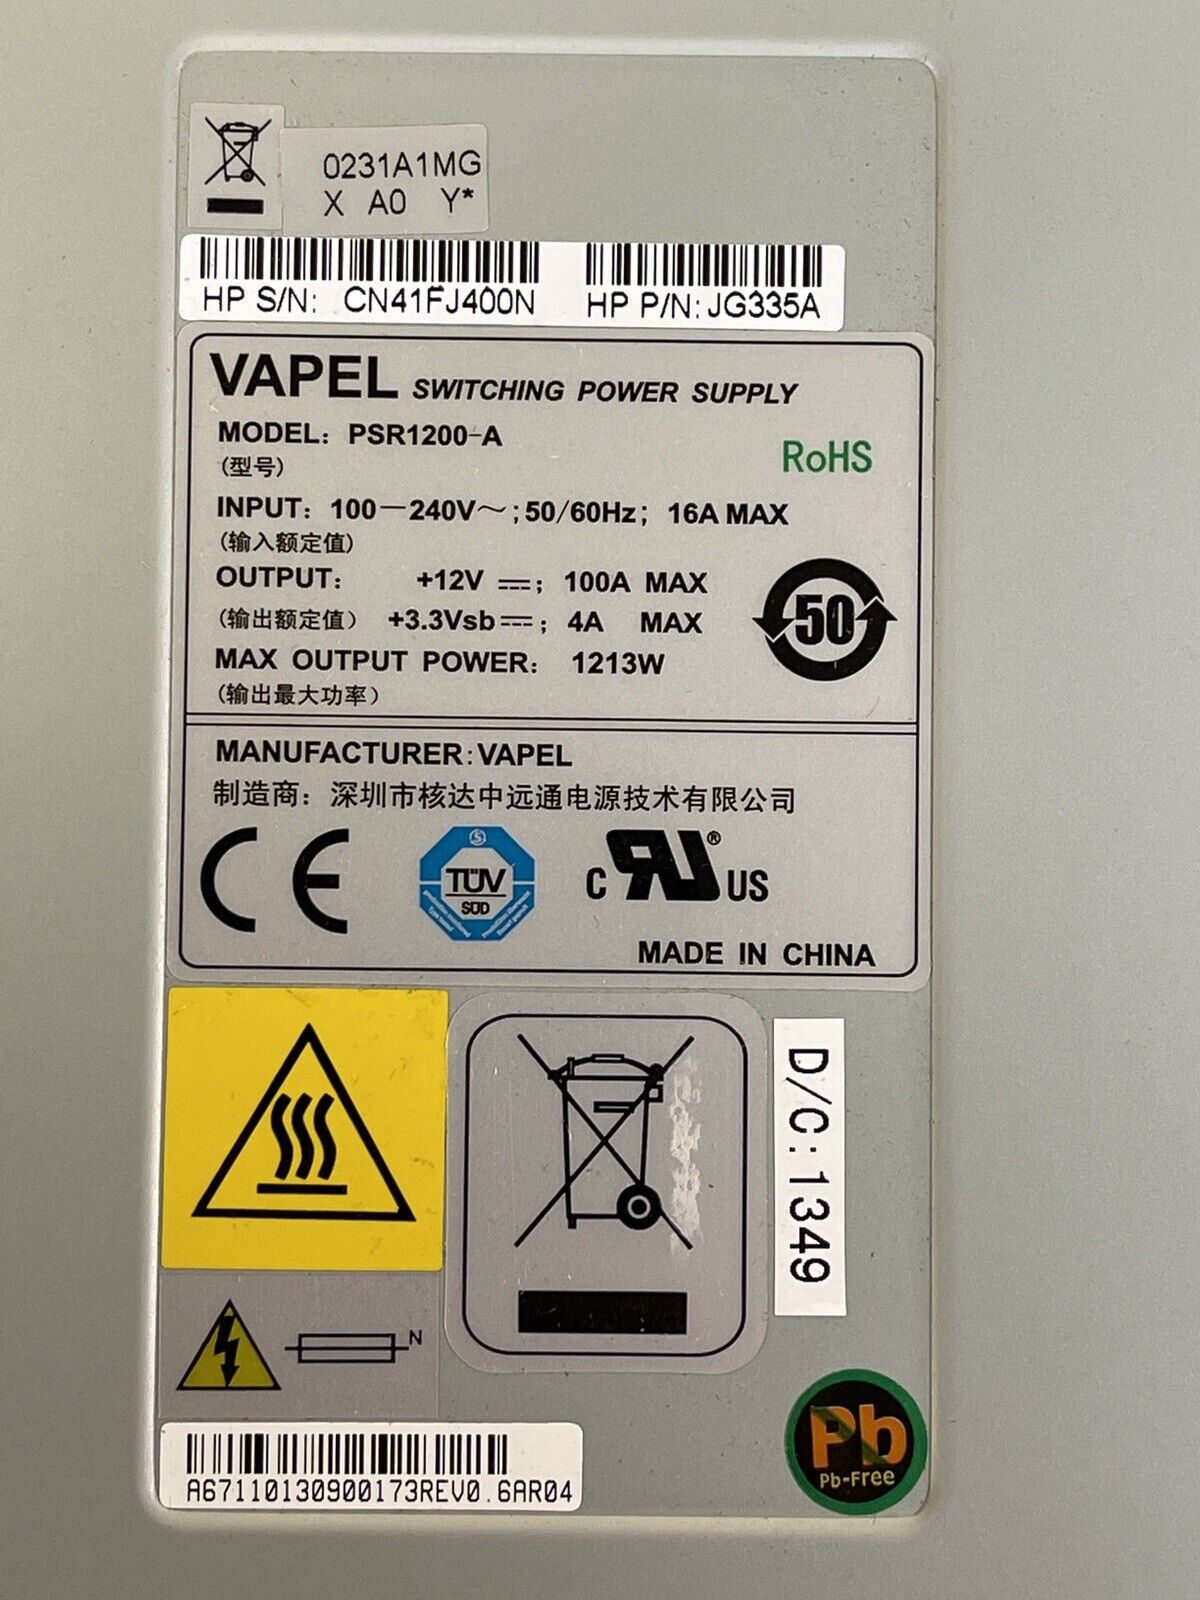 0231A1MG
X A0 Y*
HP S/N: CN41FJ400N HP P/N: JG335A
VAPEL SWITCHING POWER SUPPLY
MODEL: PSR1200-A
(型号)
RoHS
INPUT: 100—240V～; 50/60Hz; 16A MAX
(输入额定值)
OUTPUT: +12V ⎓; 100A MAX
(输出额定值) +3.3Vsb⎓; 4A MAX
50
MAX OUTPUT POWER: 1213W
(输出最大功率)
MANUFACTURER: VAPEL
制造商: 深圳市核达中远通电源技术有限公司
CE TÜV SÜD c RU® US
MADE IN CHINA
D/C: 1349
N
Pb
Pb-Free
A67110130900173REV0.6AR04